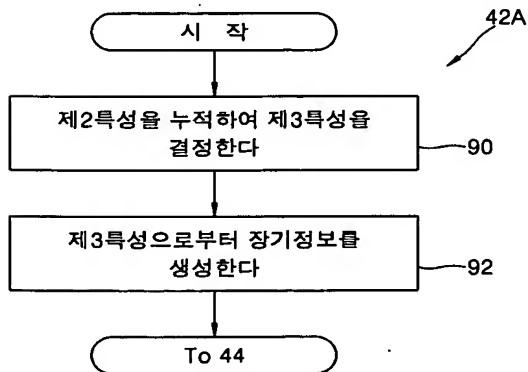 시 작
42A
제2특성을 누적하여 제3특성을
결정한다
90
제3특성으로부터 장기정보를
생성한다
92
To 44